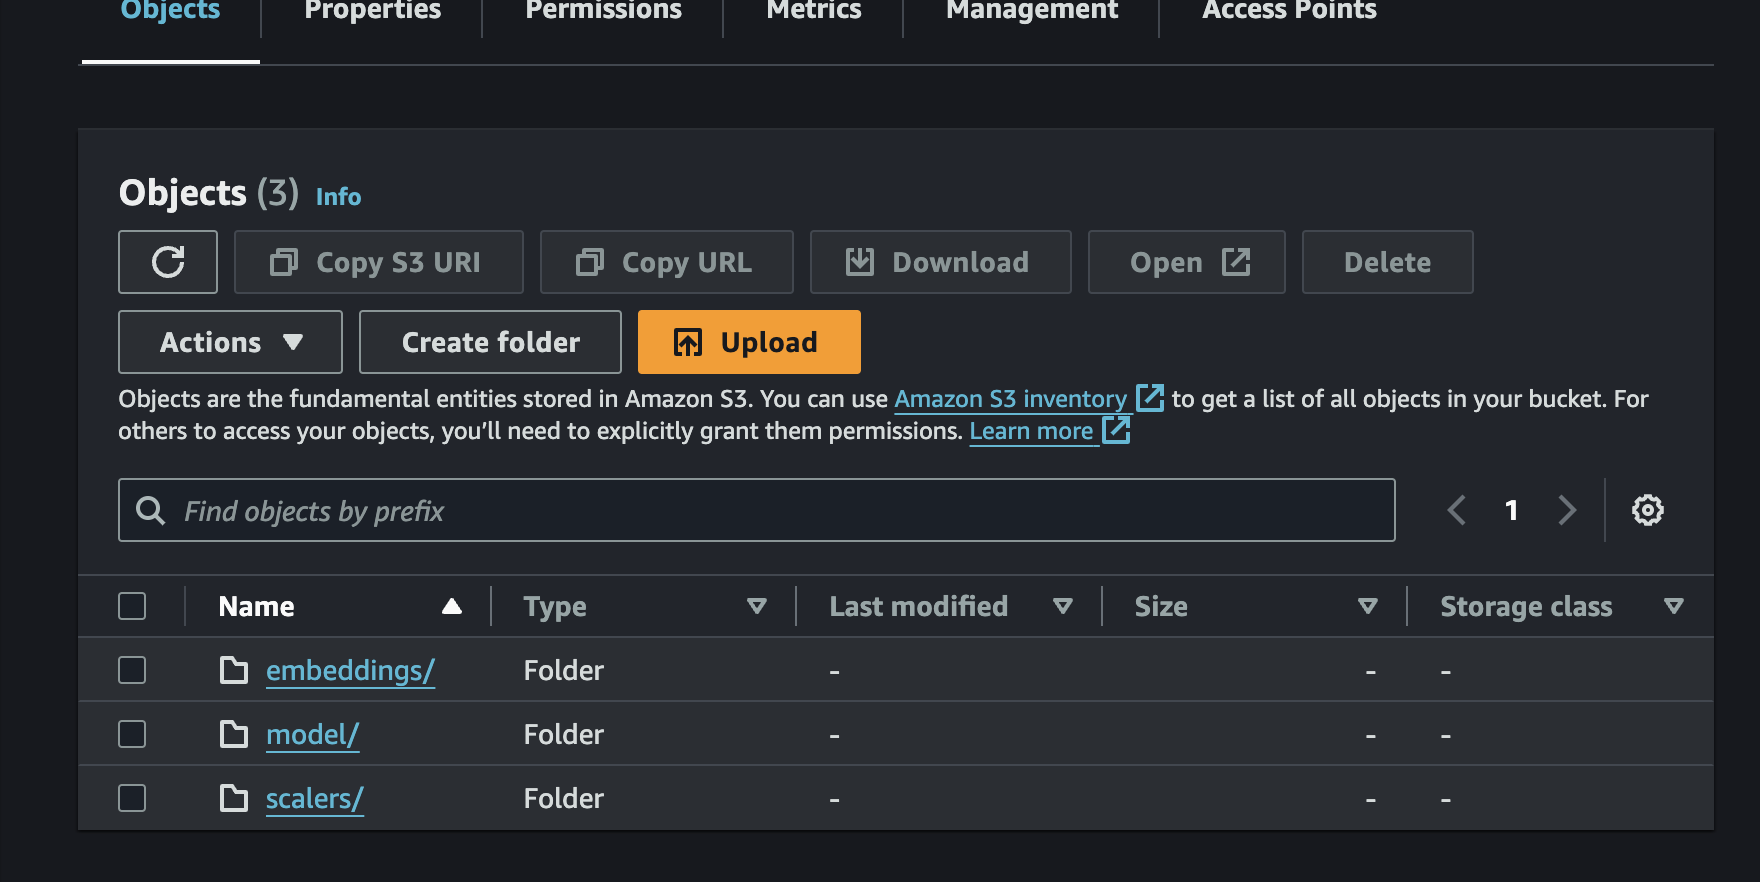 Objects Properties Permissions Metrics Management Access Points
Objects (3) Info
Copy S3 URI Copy URL Download Open Delete
Actions Create folder Upload
Objects are the fundamental entities stored in Amazon S3. You can use Amazon S3 inventory to get a list of all objects in your bucket. For
others to access your objects, you’ll need to explicitly grant them permissions. Learn more
Find objects by prefix 1
Name Type Last modified Size Storage class
embeddings/ Folder - - -
model/ Folder - - -
scalers/ Folder - - -